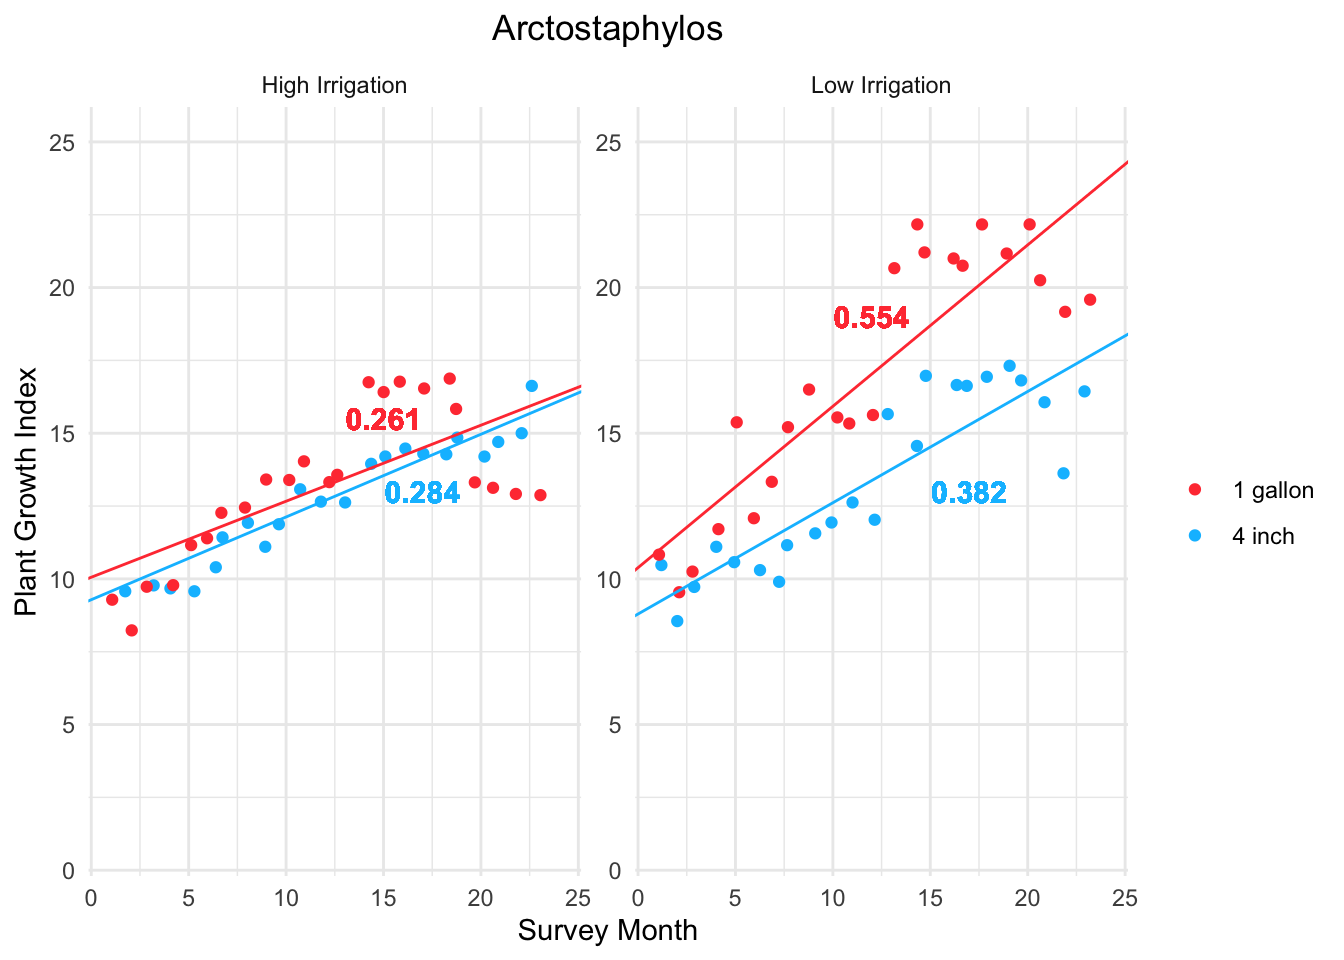 Arctostaphylos
High Irrigation
Low Irrigation
Plant Growth Index
25
20
15
10
5
0
0.261
0.284
0 5 10 15 20 25
25
20
15
10
5
0
0.554
0.382
0 5 10 15 20 25
Survey Month
1 gallon
4 inch